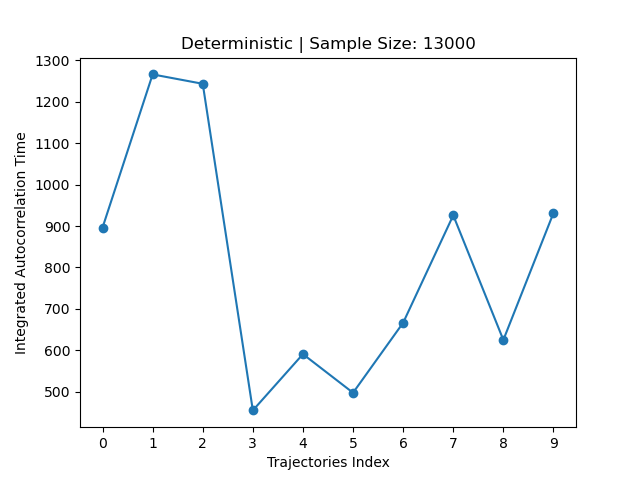 Deterministic | Sample Size: 13000
1300
1200
1100
1000
900
800
700
600
500
Integrated Autocorrelation Time
0 1 2 3 4 5 6 7 8 9
Trajectories Index